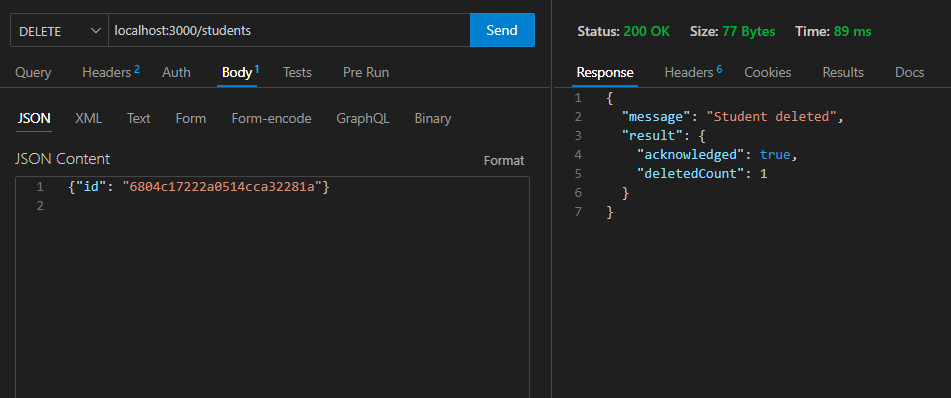 DELETE localhost:3000/students Send
Query Headers 2 Auth Body 1 Tests Pre Run
JSON XML Text Form Form-encode GraphQL Binary
JSON Content Format
1 {"id": "6804c17222a0514cca32281a"}
2
Status: 200 OK Size: 77 Bytes Time: 89 ms
Response Headers 6 Cookies Results Docs
1 {
2 "message": "Student deleted",
3 "result": {
4 "acknowledged": true,
5 "deletedCount": 1
6 }
7 }